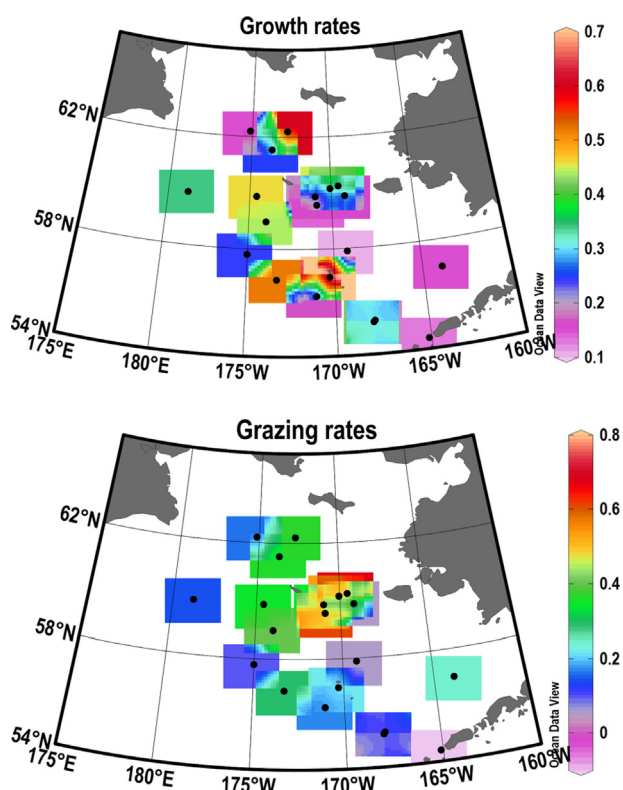 Growth rates
62°N
58°N
54°N
175°E
180°E
175°W
170°W
165°W
160°W
0.7
0.6
0.5
0.4
0.3
0.2
0.1
Ocean Data View
Grazing rates
62°N
58°N
54°N
175°E
180°E
175°W
170°W
165°W
160°W
0.8
0.6
0.4
0.2
0
Ocean Data View